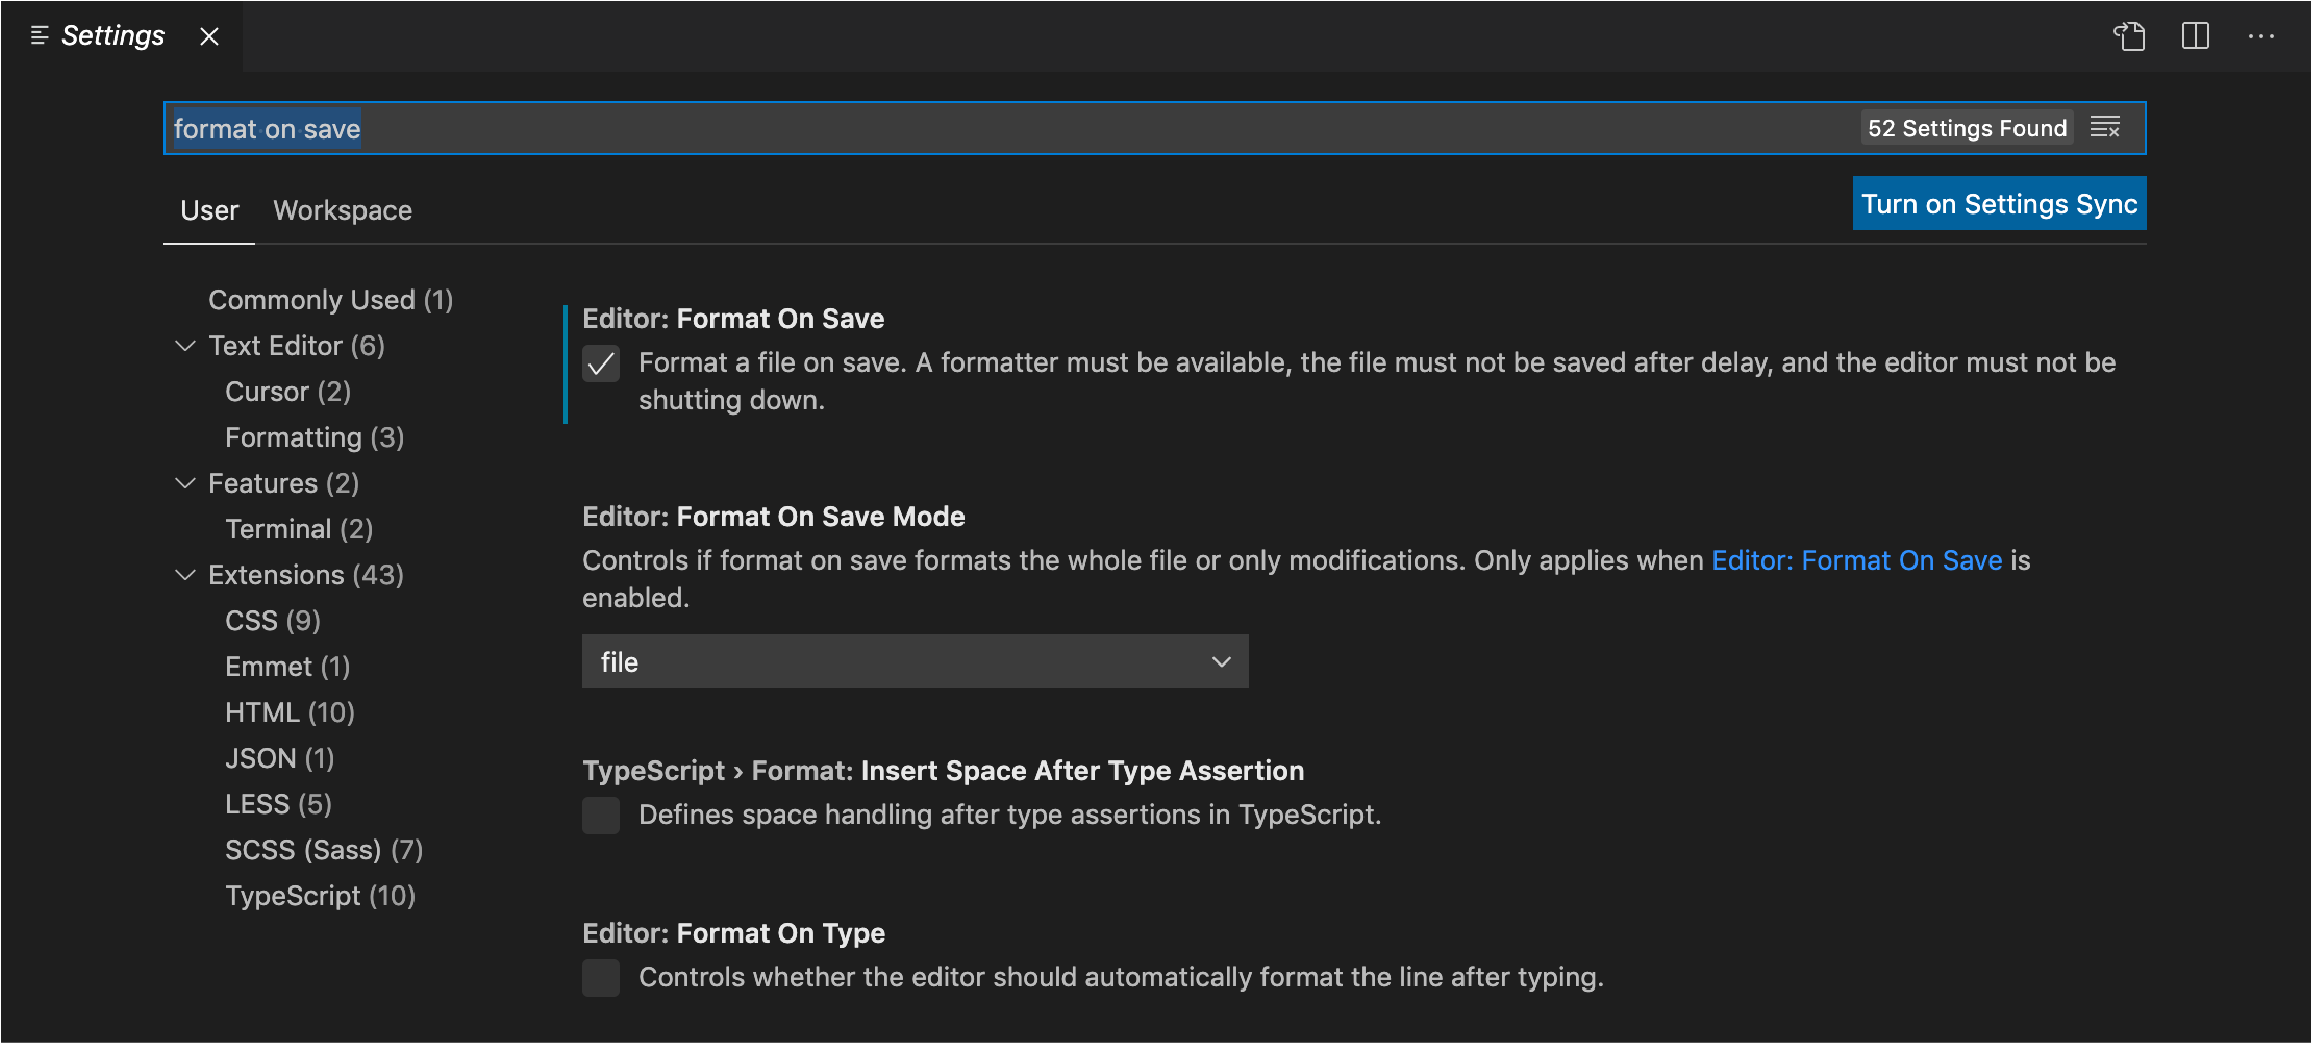 Settings
format on save
52 Settings Found
User Workspace
Turn on Settings Sync
Commonly Used (1)
Text Editor (6)
Cursor (2)
Formatting (3)
Features (2)
Terminal (2)
Extensions (43)
CSS (9)
Emmet (1)
HTML (10)
JSON (1)
LESS (5)
SCSS (Sass) (7)
TypeScript (10)
Editor: Format On Save
Format a file on save. A formatter must be available, the file must not be saved after delay, and the editor must not be
shutting down.
Editor: Format On Save Mode
Controls if format on save formats the whole file or only modifications. Only applies when Editor: Format On Save is
enabled.
file
TypeScript › Format: Insert Space After Type Assertion
Defines space handling after type assertions in TypeScript.
Editor: Format On Type
Controls whether the editor should automatically format the line after typing.